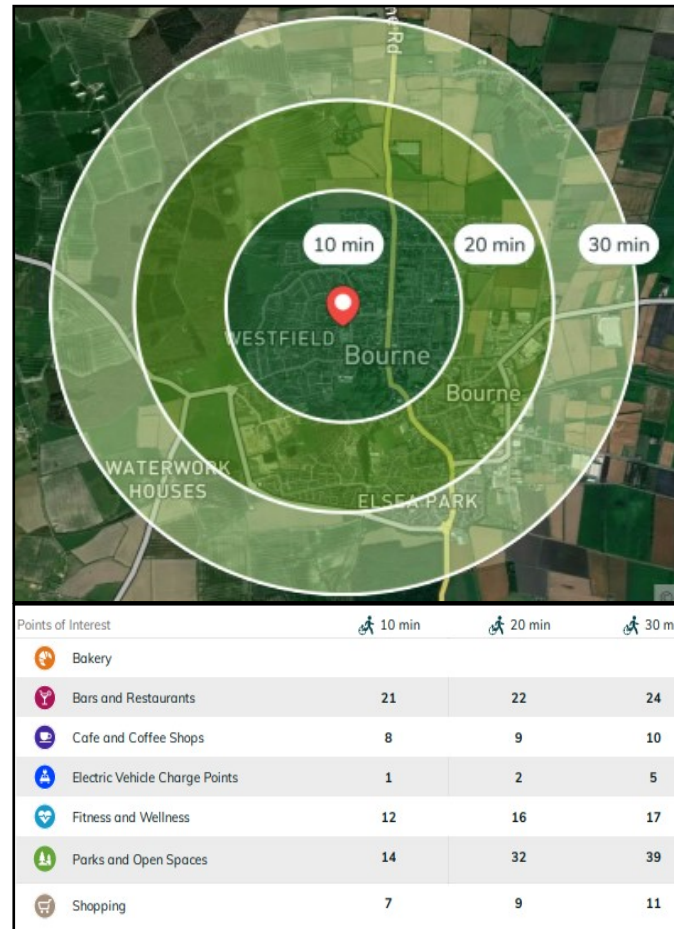 ne Rd
10 min
20 min
30 min
WESTFIELD
Bourne
Bourne
WATERWORK
HOUSES
ELSEA PARK
©
Points of Interest 10 min 20 min 30 m
Bakery
Bars and Restaurants 21 22 24
Cafe and Coffee Shops 8 9 10
Electric Vehicle Charge Points 1 2 5
Fitness and Wellness 12 16 17
Parks and Open Spaces 14 32 39
Shopping 7 9 11